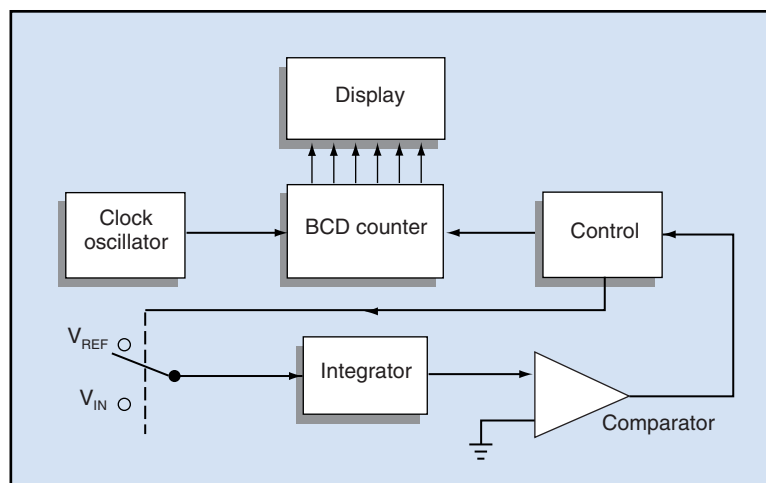 Display
Clock
oscillator
BCD counter
Control
VREF
VIN
Integrator
Comparator